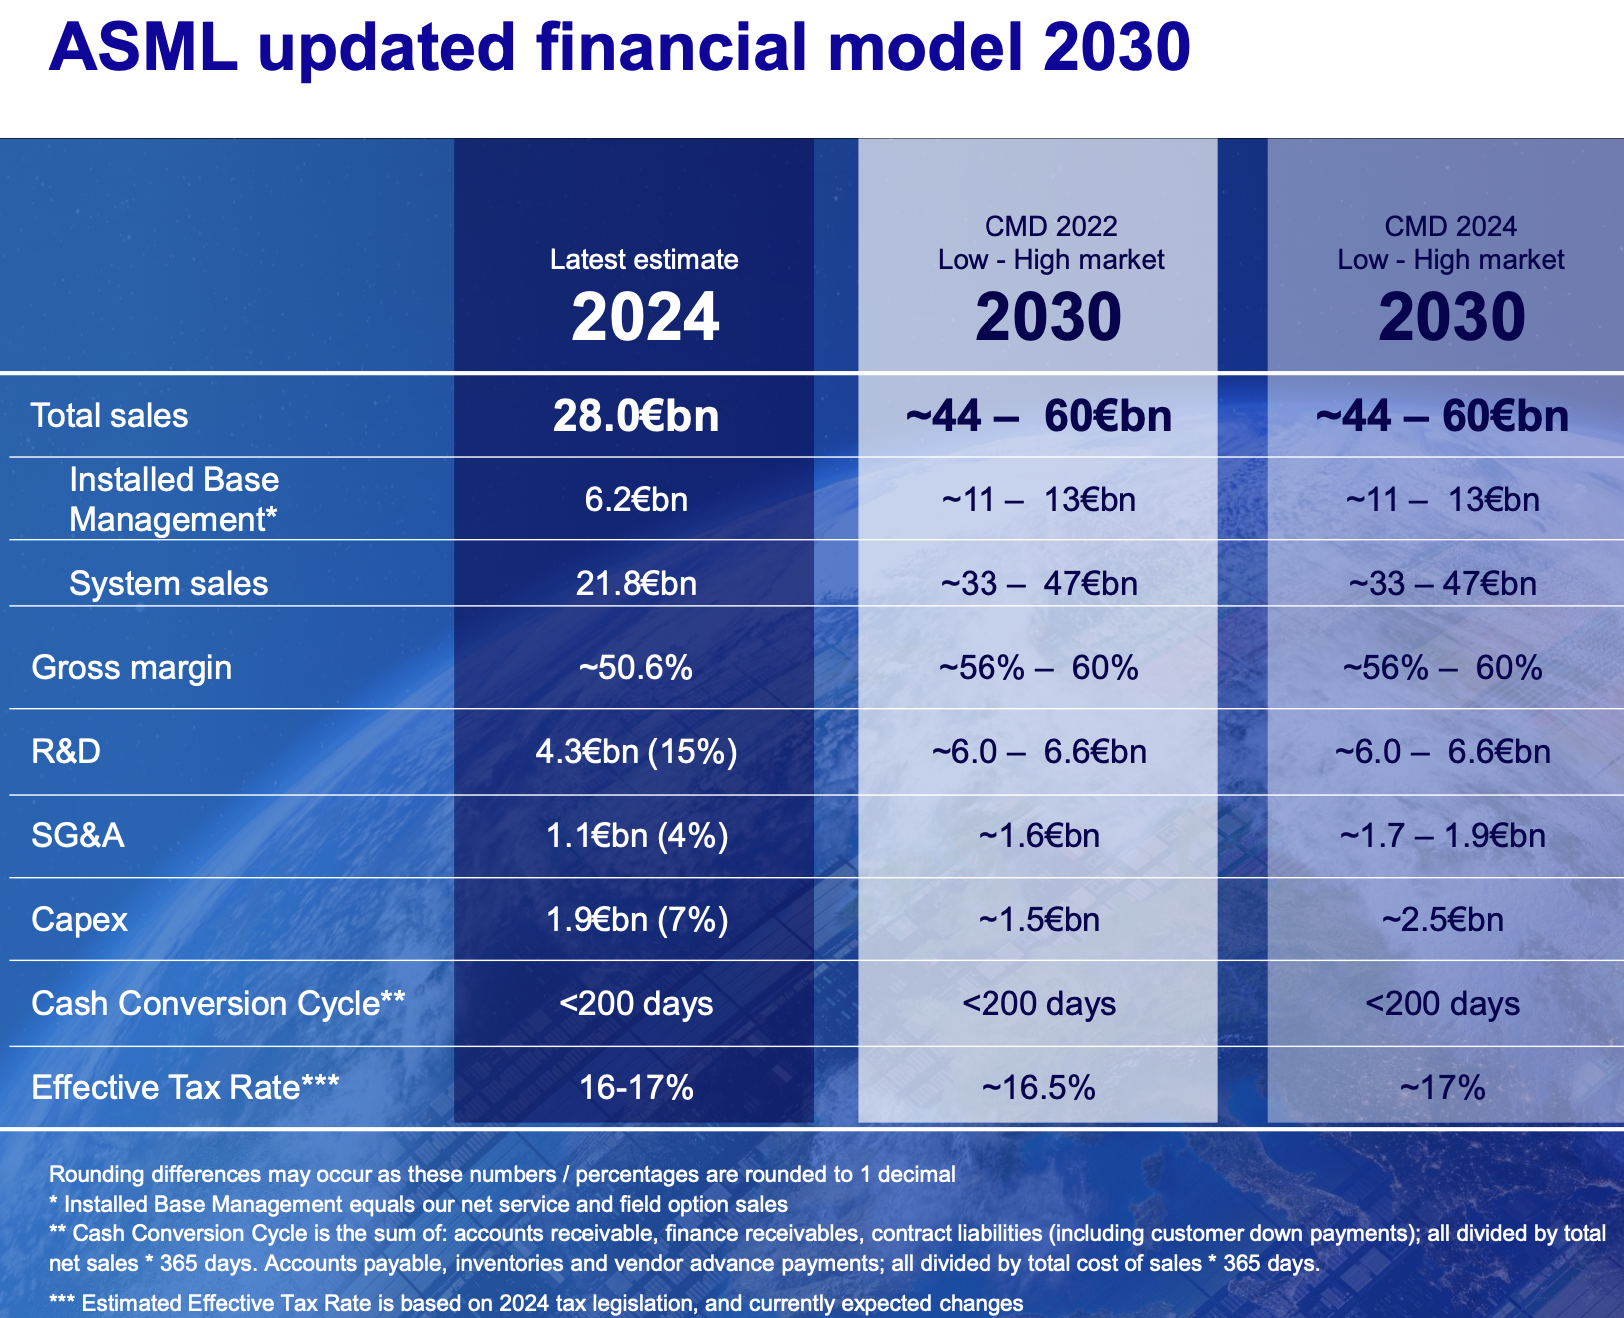 ASML updated financial model 2030
Latest estimate
2024
CMD 2022
Low - High market
2030
CMD 2024
Low - High market
2030
Total sales 28.0€bn ~44 – 60€bn ~44 – 60€bn
Installed Base
Management* 6.2€bn ~11 – 13€bn ~11 – 13€bn
System sales 21.8€bn ~33 – 47€bn ~33 – 47€bn
Gross margin ~50.6% ~56% – 60% ~56% – 60%
R&D 4.3€bn (15%) ~6.0 – 6.6€bn ~6.0 – 6.6€bn
SG&A 1.1€bn (4%) ~1.6€bn ~1.7 – 1.9€bn
Capex 1.9€bn (7%) ~1.5€bn ~2.5€bn
Cash Conversion Cycle** <200 days <200 days <200 days
Effective Tax Rate*** 16-17% ~16.5% ~17%
Rounding differences may occur as these numbers / percentages are rounded to 1 decimal
* Installed Base Management equals our net service and field option sales
** Cash Conversion Cycle is the sum of: accounts receivable, finance receivables, contract liabilities (including customer down payments); all divided by total
net sales * 365 days. Accounts payable, inventories and vendor advance payments; all divided by total cost of sales * 365 days.
*** Estimated Effective Tax Rate is based on 2024 tax legislation, and currently expected changes